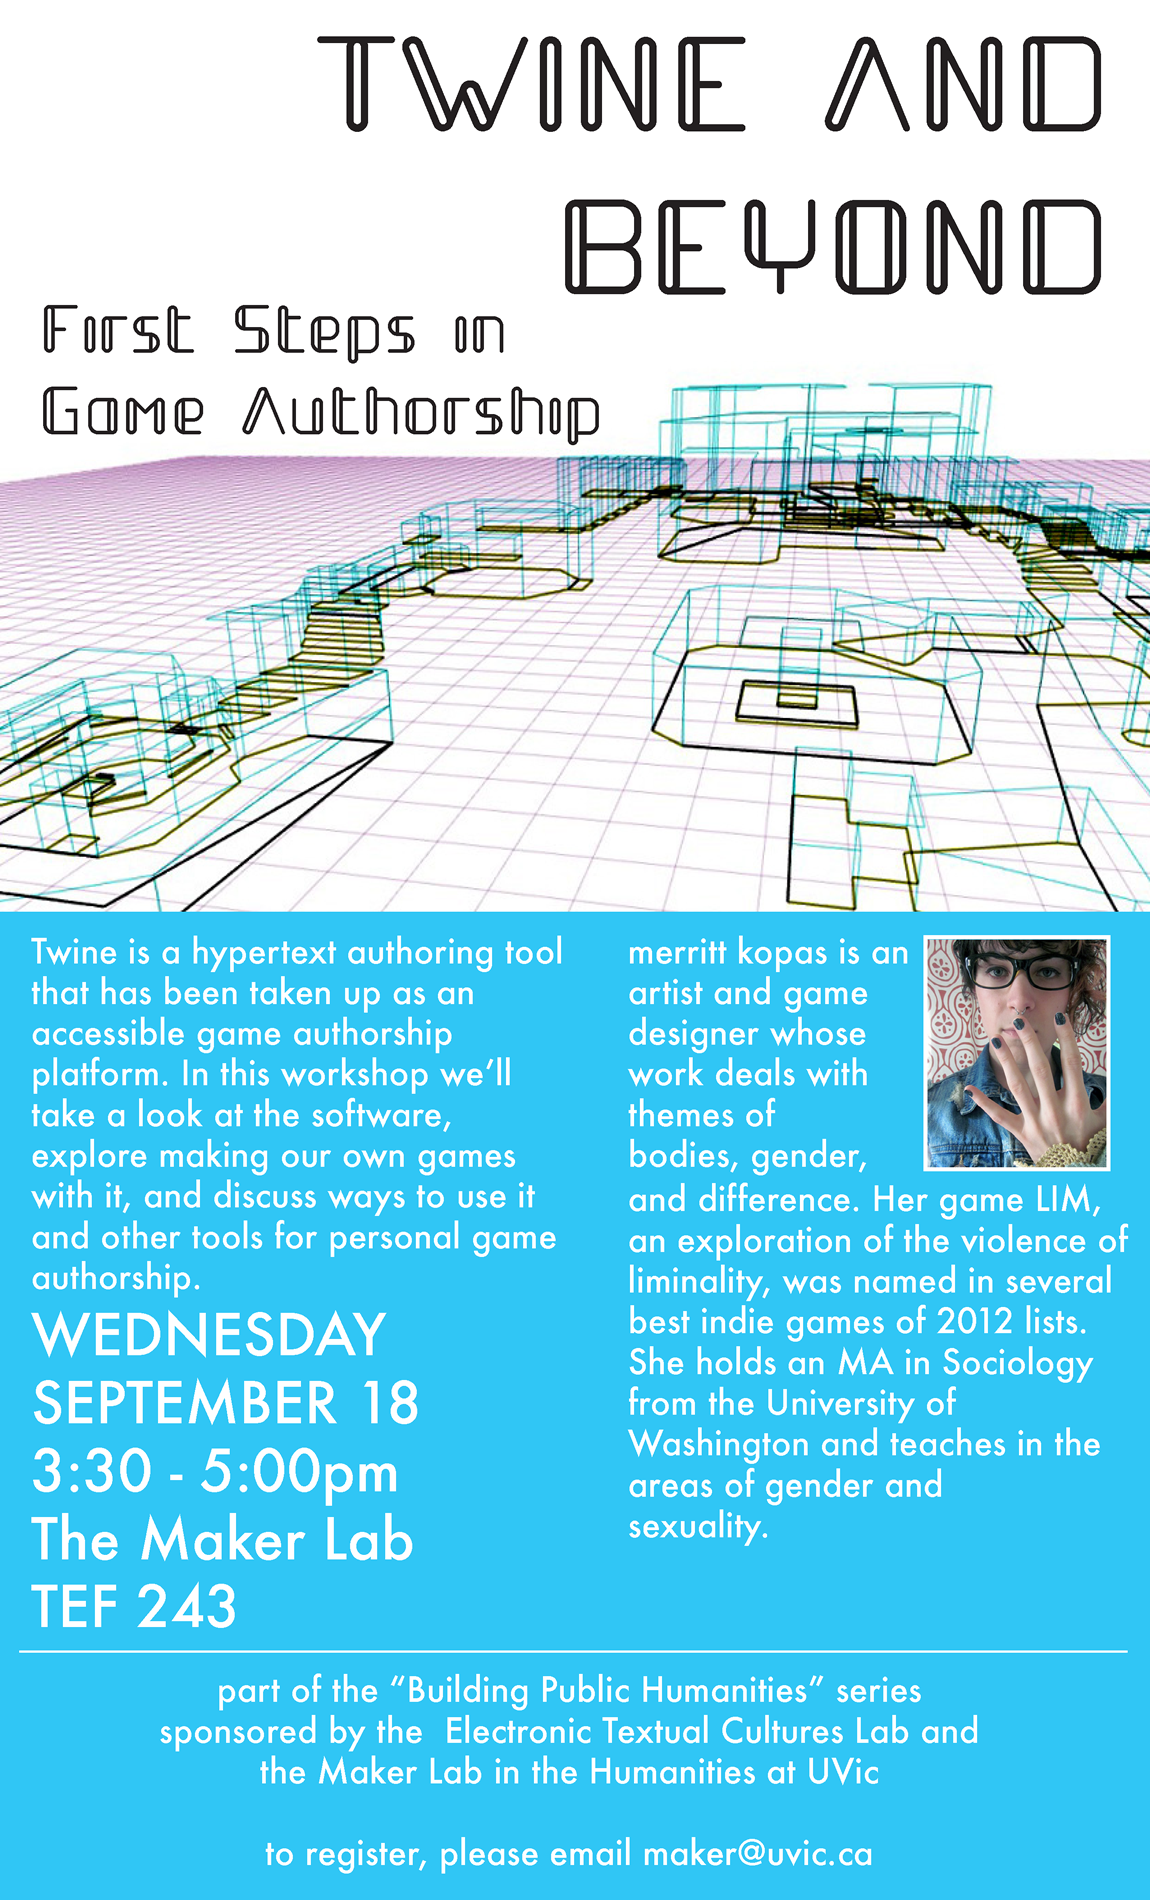 TWINE AND
BEYOND
First Steps in
Game Authorship
Twine is a hypertext authoring tool
that has been taken up as an
accessible game authorship
platform. In this workshop we’ll
take a look at the software,
explore making our own games
with it, and discuss ways to use it
and other tools for personal game
authorship.
WEDNESDAY
SEPTEMBER 18
3:30 - 5:00pm
The Maker Lab
TEF 243
merritt kopas is an
artist and game
designer whose
work deals with
themes of
bodies, gender,
and difference. Her game LIM,
an exploration of the violence of
liminality, was named in several
best indie games of 2012 lists.
She holds an MA in Sociology
from the University of
Washington and teaches in the
areas of gender and
sexuality.
part of the “Building Public Humanities” series
sponsored by the  Electronic Textual Cultures Lab and
the Maker Lab in the Humanities at UVic
to register, please email maker@uvic.ca